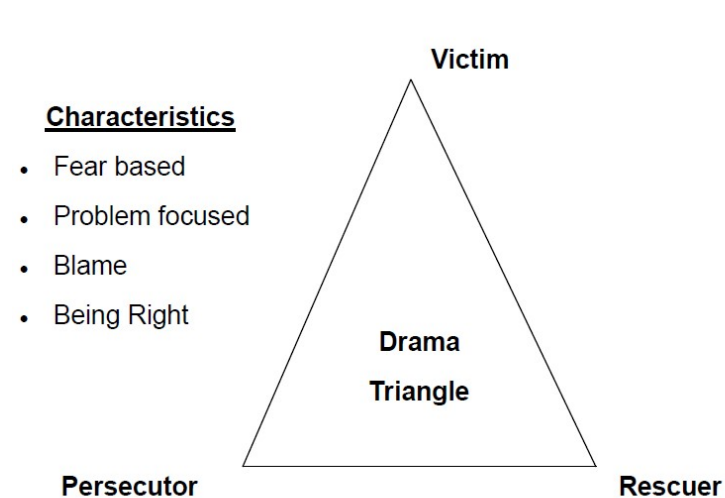 Victim
Characteristics
• Fear based
• Problem focused
• Blame
• Being Right
Drama
Triangle
Persecutor
Rescuer